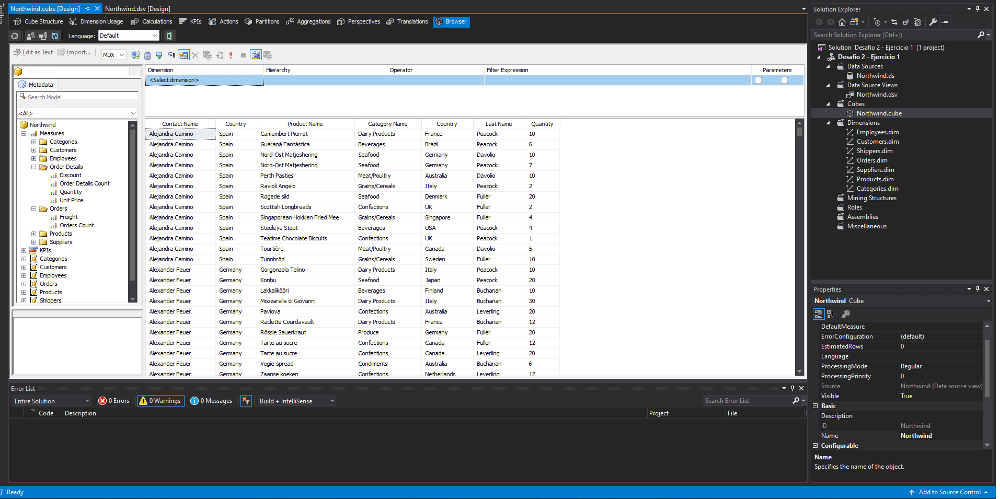 Toolbox
Northwind.cube [Design]
Northwind.dsv [Design]
Cube Structure Dimension Usage Calculations KPIs Actions Partitions Aggregations Perspectives Translations Browser
Language: Default
Edit as Text Import... MDX
Northwind
Metadata
Search Model
<All>
Northwind
Measures
Categories
Customers
Employees
Order Details
Discount
Order Details Count
Quantity
Unit Price
Orders
Freight
Orders Count
Products
Suppliers
KPIs
Categories
Customers
Employees
Orders
Products
Shippers
Dimension Hierarchy Operator Filter Expression Parameters
<Select dimension>
Contact Name Country Product Name Category Name Country Last Name Quantity
Alejandra Camino Spain Camembert Pierrot Dairy Products France Peacock 10
Alejandra Camino Spain Guaraná Fantástica Beverages Brazil Peacock 6
Alejandra Camino Spain Nord-Ost Matjeshering Seafood Germany Davolio 10
Alejandra Camino Spain Nord-Ost Matjeshering Seafood Germany Peacock 7
Alejandra Camino Spain Perth Pasties Meat/Poultry Australia Davolio 10
Alejandra Camino Spain Ravioli Angelo Grains/Cereals Italy Peacock 2
Alejandra Camino Spain Rogede sild Seafood Denmark Fuller 20
Alejandra Camino Spain Scottish Longbreads Confections UK Fuller 2
Alejandra Camino Spain Singaporean Hokkien Fried Mee Grains/Cereals Singapore Fuller 4
Alejandra Camino Spain Steeleye Stout Beverages USA Peacock 4
Alejandra Camino Spain Teatime Chocolate Biscuits Confections UK Peacock 1
Alejandra Camino Spain Tourtière Meat/Poultry Canada Davolio 5
Alejandra Camino Spain Tunnbröd Grains/Cereals Sweden Fuller 10
Alexander Feuer Germany Gorgonzola Telino Dairy Products Italy Peacock 10
Alexander Feuer Germany Konbu Seafood Japan Peacock 20
Alexander Feuer Germany Lakkalikööri Beverages Finland Buchanan 10
Alexander Feuer Germany Mozzarella di Giovanni Dairy Products Italy Buchanan 30
Alexander Feuer Germany Pavlova Confections Australia Leverling 20
Alexander Feuer Germany Raclette Courdavault Dairy Products France Buchanan 12
Alexander Feuer Germany Rössle Sauerkraut Produce Germany Fuller 20
Alexander Feuer Germany Tarte au sucre Confections Canada Fuller 12
Alexander Feuer Germany Tarte au sucre Confections Canada Leverling 20
Alexander Feuer Germany Vegie-spread Condiments Australia Buchanan 6
Alexander Feuer Germany Zaanse koeken Confections Netherlands Leverling 12
Error List
Entire Solution 0 Errors 0 Warnings 0 Messages Build + IntelliSense Search Error List
Code Description Project File
Solution Explorer
Search Solution Explorer (Ctrl+;)
Solution 'Desafio 2 - Ejercicio 1' (1 project)
Desafio 2 - Ejercicio 1
Data Sources
Northwind.ds
Data Source Views
Northwind.dsv
Cubes
Northwind.cube
Dimensions
Employees.dim
Customers.dim
Shippers.dim
Orders.dim
Suppliers.dim
Products.dim
Categories.dim
Mining Structures
Roles
Assemblies
Miscellaneous
Properties
Northwind Cube
DefaultMeasure
ErrorConfiguration (default)
EstimatedRows 0
Language
ProcessingMode Regular
ProcessingPriority 0
Source Northwind (Data source view)
Visible True
Basic
Description
ID Northwind
Name Northwind
Configurable
Name
Specifies the name of the object.
Ready
Add to Source Control